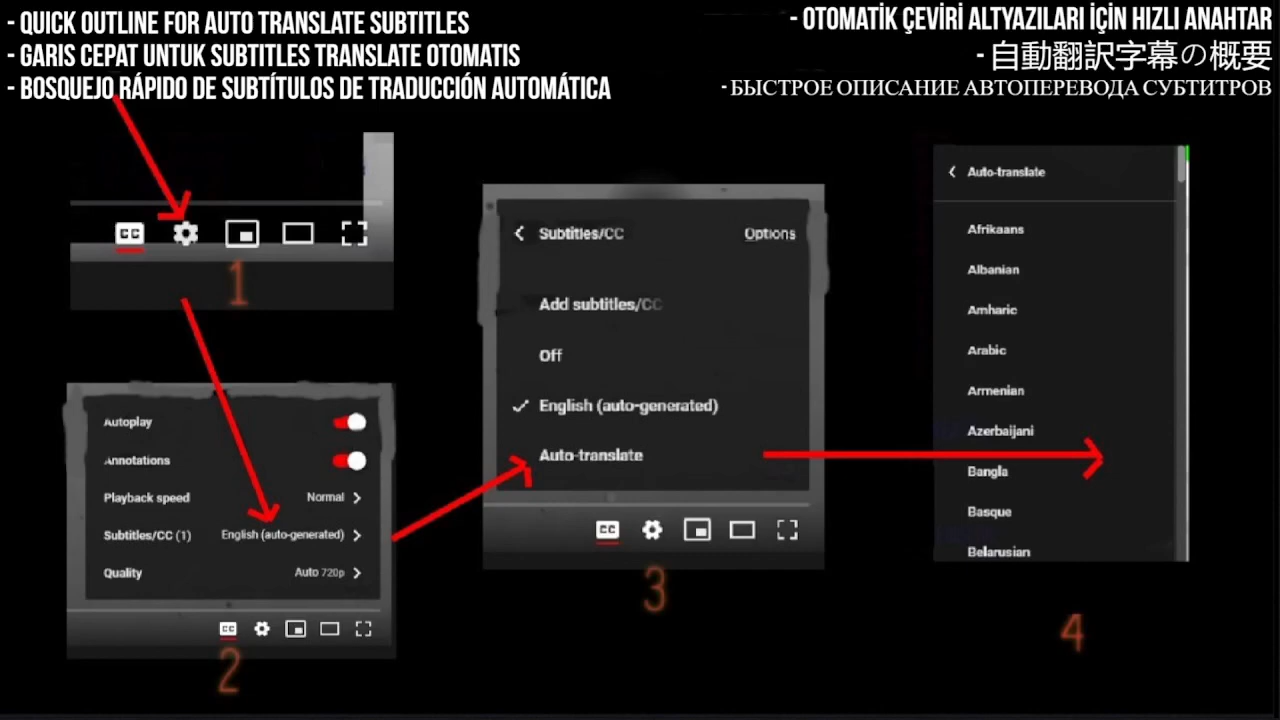 - QUICK OUTLINE FOR AUTO TRANSLATE SUBTITLES
- GARIS CEPAT UNTUK SUBTITLES TRANSLATE OTOMATIS
- BOSQUEJO RÁPIDO DE SUBTÍTULOS DE TRADUCCIÓN AUTOMÁTICA
- OTOMATİK ÇEVİRİ ALTYAZILARI İÇİN HIZLI ANAHTAR
- 自動翻訳字幕の概要
- БЫСТРОЕ ОПИСАНИЕ АВТОПЕРЕВОДА СУБТИТРОВ
CC
1
Autoplay
Annotations
Playback speed Normal
Subtitles/CC (1) English (auto-generated)
Quality Auto 720p
CC
2
Subtitles/CC Options
Add subtitles/CC
Off
English (auto-generated)
Auto-translate
CC
3
Auto-translate
Afrikaans
Albanian
Amharic
Arabic
Armenian
Azerbaijani
Bangla
Basque
Belarusian
4